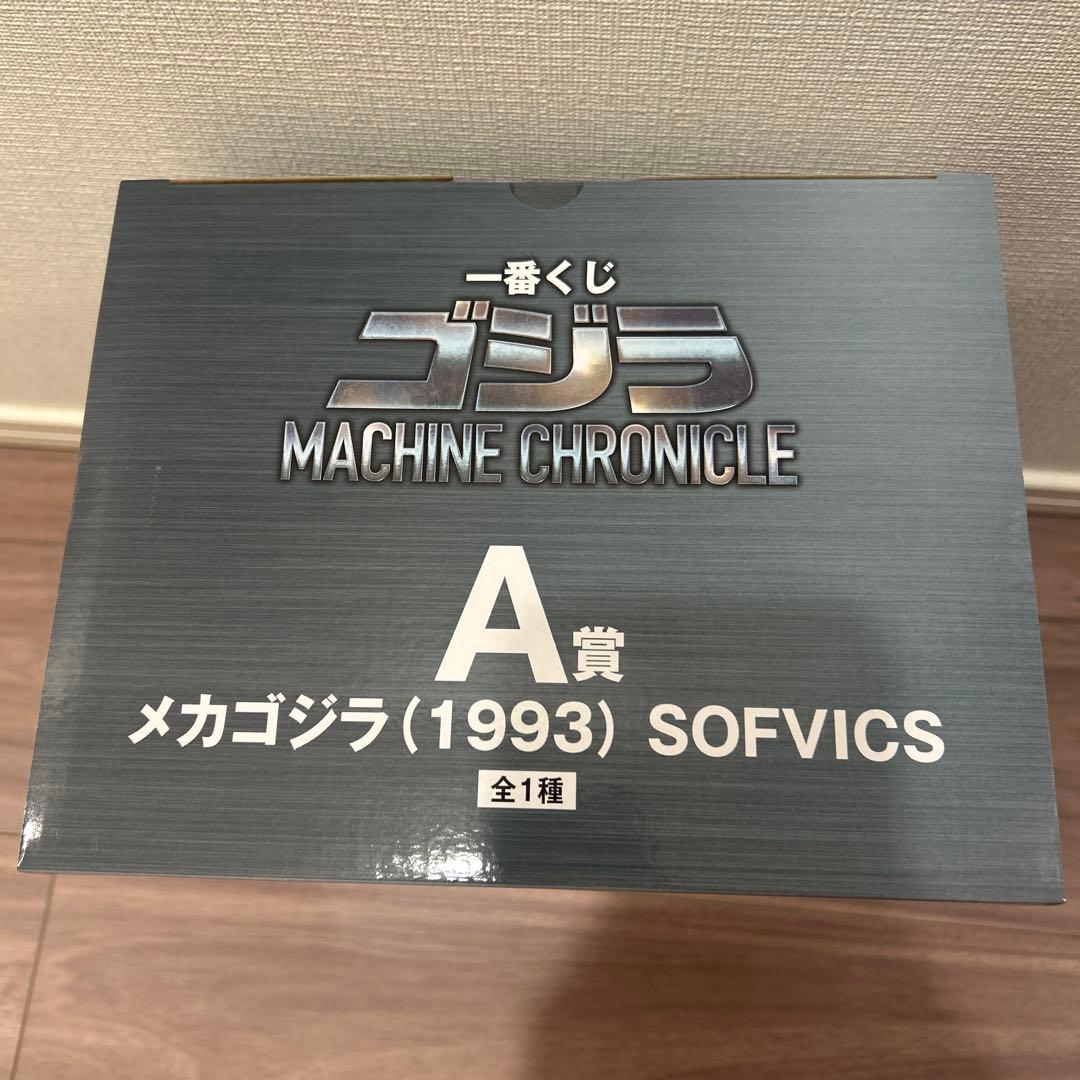 一番くじ
ゴジラ
MACHINE CHRONICLE
A賞
メカゴジラ(1993) SOFVICS
全1種